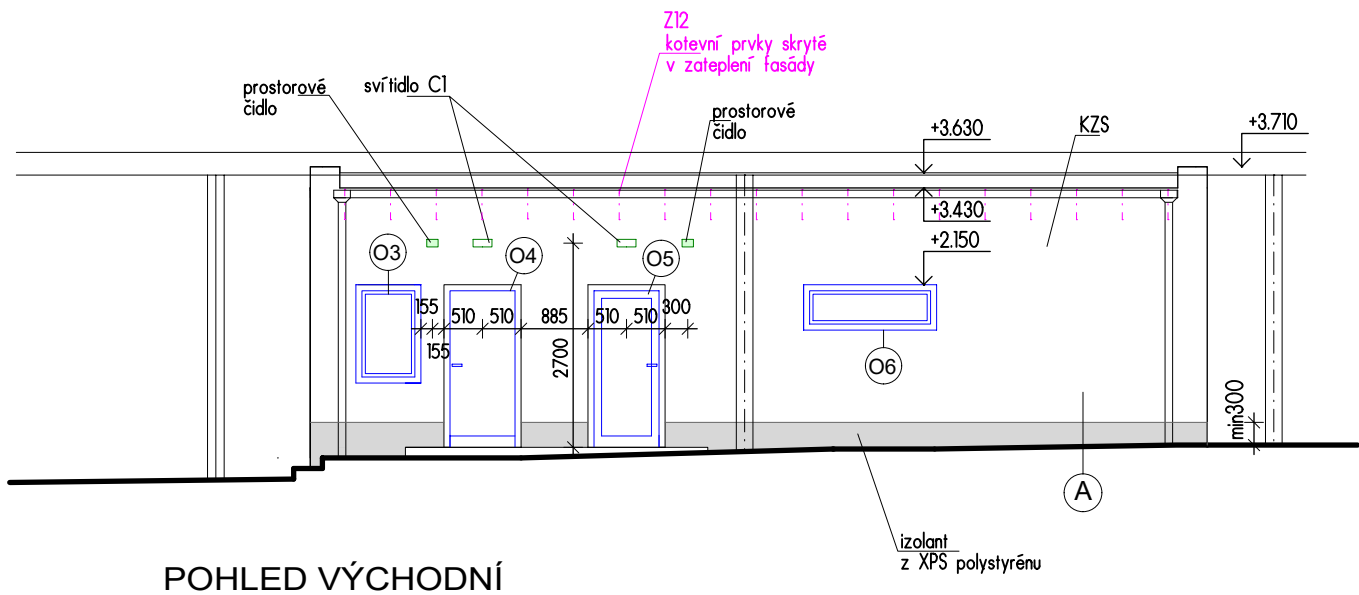 Z12
kotevní prvky skryté
v zateplení fasády
prostorové
čidlo
svítidlo C1
prostorové
čidlo
+3.630
KZS
+3.710
+3.430
+2.150
O3
O4
O5
155
510
510
885
510
510
300
155
2700
O6
min300
A
izolant
z XPS polystyrénu
POHLED VÝCHODNÍ